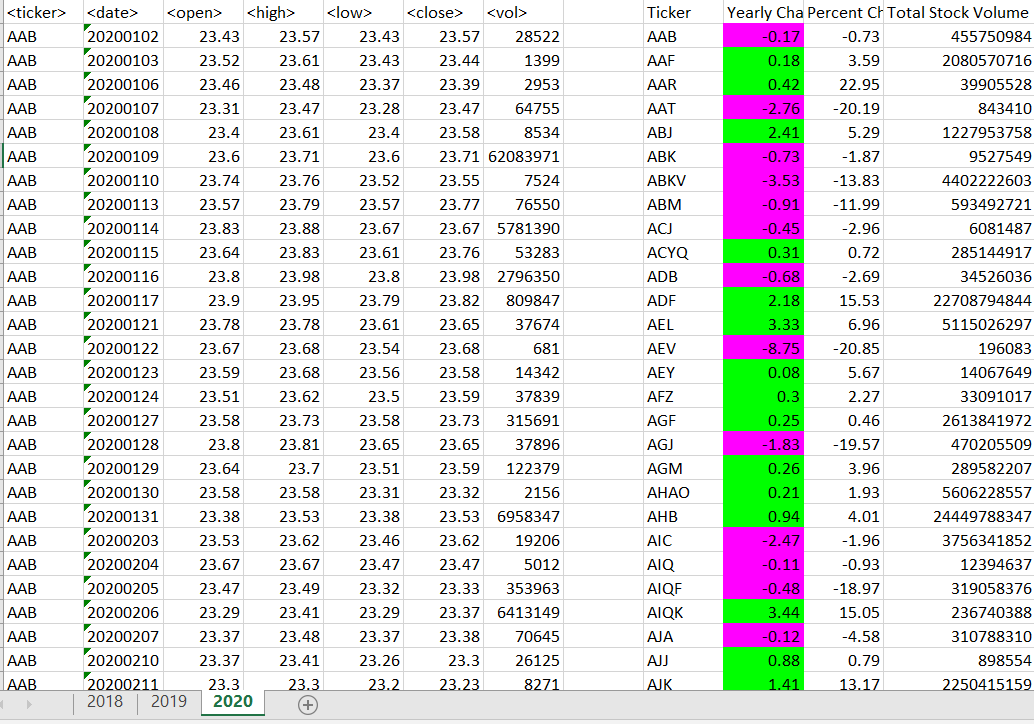 <ticker> <date> <open> <high> <low> <close> <vol> Ticker Yearly Cha Percent Ch Total Stock Volume
AAB 20200102 23.43 23.57 23.43 23.57 28522 AAB -0.17 -0.73 455750984
AAB 20200103 23.52 23.61 23.43 23.44 1399 AAF 0.18 3.59 2080570716
AAB 20200106 23.46 23.48 23.37 23.39 2953 AAR 0.42 22.95 39905528
AAB 20200107 23.31 23.47 23.28 23.47 64755 AAT -2.76 -20.19 843410
AAB 20200108 23.4 23.61 23.4 23.58 8534 ABJ 2.41 5.29 1227953758
AAB 20200109 23.6 23.71 23.6 23.71 62083971 ABK -0.73 -1.87 9527549
AAB 20200110 23.74 23.76 23.52 23.55 7524 ABKV -3.53 -13.83 4402222603
AAB 20200113 23.57 23.79 23.57 23.77 76550 ABM -0.91 -11.99 593492721
AAB 20200114 23.83 23.88 23.67 23.67 5781390 ACJ -0.45 -2.96 6081487
AAB 20200115 23.64 23.83 23.61 23.76 53283 ACYQ 0.31 0.72 285144917
AAB 20200116 23.8 23.98 23.8 23.98 2796350 ADB -0.68 -2.69 34526036
AAB 20200117 23.9 23.95 23.79 23.82 809847 ADF 2.18 15.53 22708794844
AAB 20200121 23.78 23.78 23.61 23.65 37674 AEL 3.33 6.96 5115026297
AAB 20200122 23.67 23.68 23.54 23.68 681 AEV -8.75 -20.85 196083
AAB 20200123 23.59 23.68 23.56 23.58 14342 AEY 0.08 5.67 14067649
AAB 20200124 23.51 23.62 23.5 23.59 37839 AFZ 0.3 2.27 33091017
AAB 20200127 23.58 23.73 23.58 23.73 315691 AGF 0.25 0.46 2613841972
AAB 20200128 23.8 23.81 23.65 23.65 37896 AGJ -1.83 -19.57 470205509
AAB 20200129 23.64 23.7 23.51 23.59 122379 AGM 0.26 3.96 289582207
AAB 20200130 23.58 23.58 23.31 23.32 2156 AHAO 0.21 1.93 5606228557
AAB 20200131 23.38 23.53 23.38 23.53 6958347 AHB 0.94 4.01 24449788347
AAB 20200203 23.53 23.62 23.46 23.62 19206 AIC -2.47 -1.96 3756341852
AAB 20200204 23.67 23.67 23.47 23.47 5012 AIQ -0.11 -0.93 12394637
AAB 20200205 23.47 23.49 23.32 23.33 353963 AIQF -0.48 -18.97 319058376
AAB 20200206 23.29 23.41 23.29 23.37 6413149 AIQK 3.44 15.05 236740388
AAB 20200207 23.37 23.48 23.37 23.38 70645 AJA -0.12 -4.58 310788310
AAB 20200210 23.37 23.41 23.26 23.3 26125 AJJ 0.88 0.79 898554
AAB 20200211 23.3 23.3 23.2 23.23 8271 AJK 1.41 13.17 2250415159
2018 2019 2020